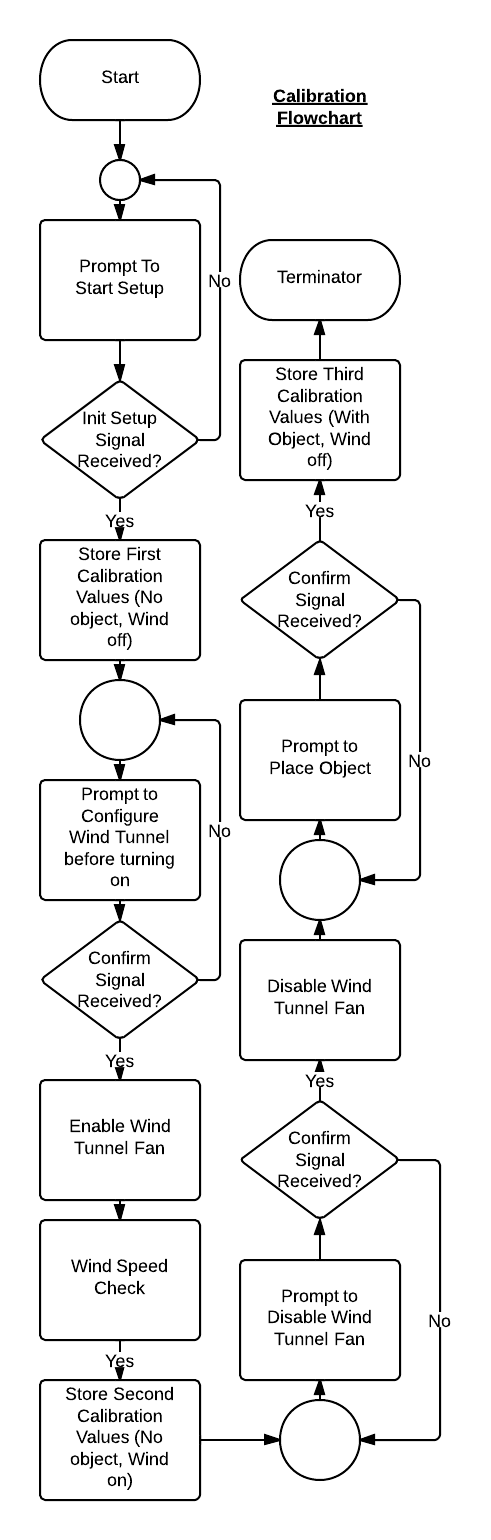 Calibration
Flowchart
Start
Prompt To
Start Setup
No
Init Setup
Signal
Received?
Yes
Store First
Calibration
Values (No
object, Wind
off)
Prompt to
Configure
Wind Tunnel
before turning
on
No
Confirm
Signal
Received?
Yes
Enable Wind
Tunnel Fan
Wind Speed
Check
Yes
Store Second
Calibration
Values (No
object, Wind
on)
Prompt to
Disable Wind
Tunnel Fan
No
Confirm
Signal
Received?
Yes
Disable Wind
Tunnel Fan
Prompt to
Place Object
No
Confirm
Signal
Received?
Yes
Store Third
Calibration
Values (With
Object, Wind
off)
Terminator